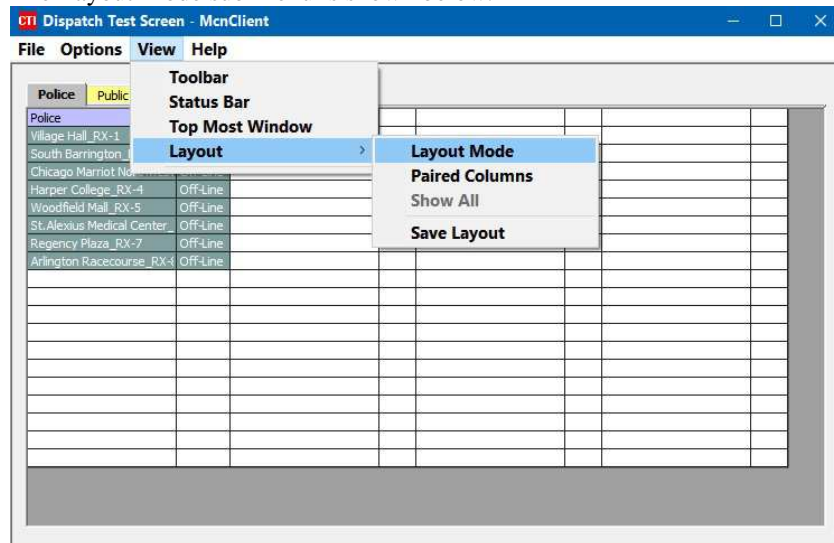 CTI Dispatch Test Screen - McnClient
File Options View Help
Toolbar
Status Bar
Top Most Window
Layout >
Layout Mode
Paired Columns
Show All
Save Layout
Police Public
Police
Village Hall_RX-1
South Barrington_
Chicago Marriot
Harper College_RX-4 Off-Line
Woodfield Mall_RX-5 Off-Line
St.Alexius Medical Center_ Off-Line
Regency Plaza_RX-7 Off-Line
Arlington Racecourse_RX- Off-Line